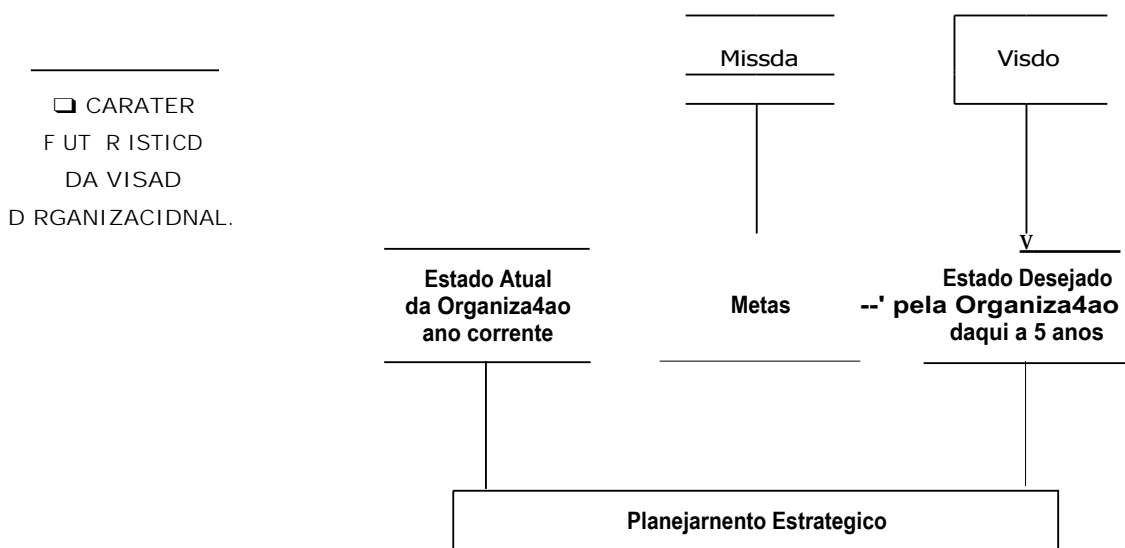 ❑ CARATER
F UT R ISTICD
DA VISAD
D RGANIZACIDNAL.
Missda
Visdo
Estado Atual
da Organiza4ao
ano corrente
Metas
V
Estado Desejado
--' pela Organiza4ao
daqui a 5 anos
Planejarnento Estrategico